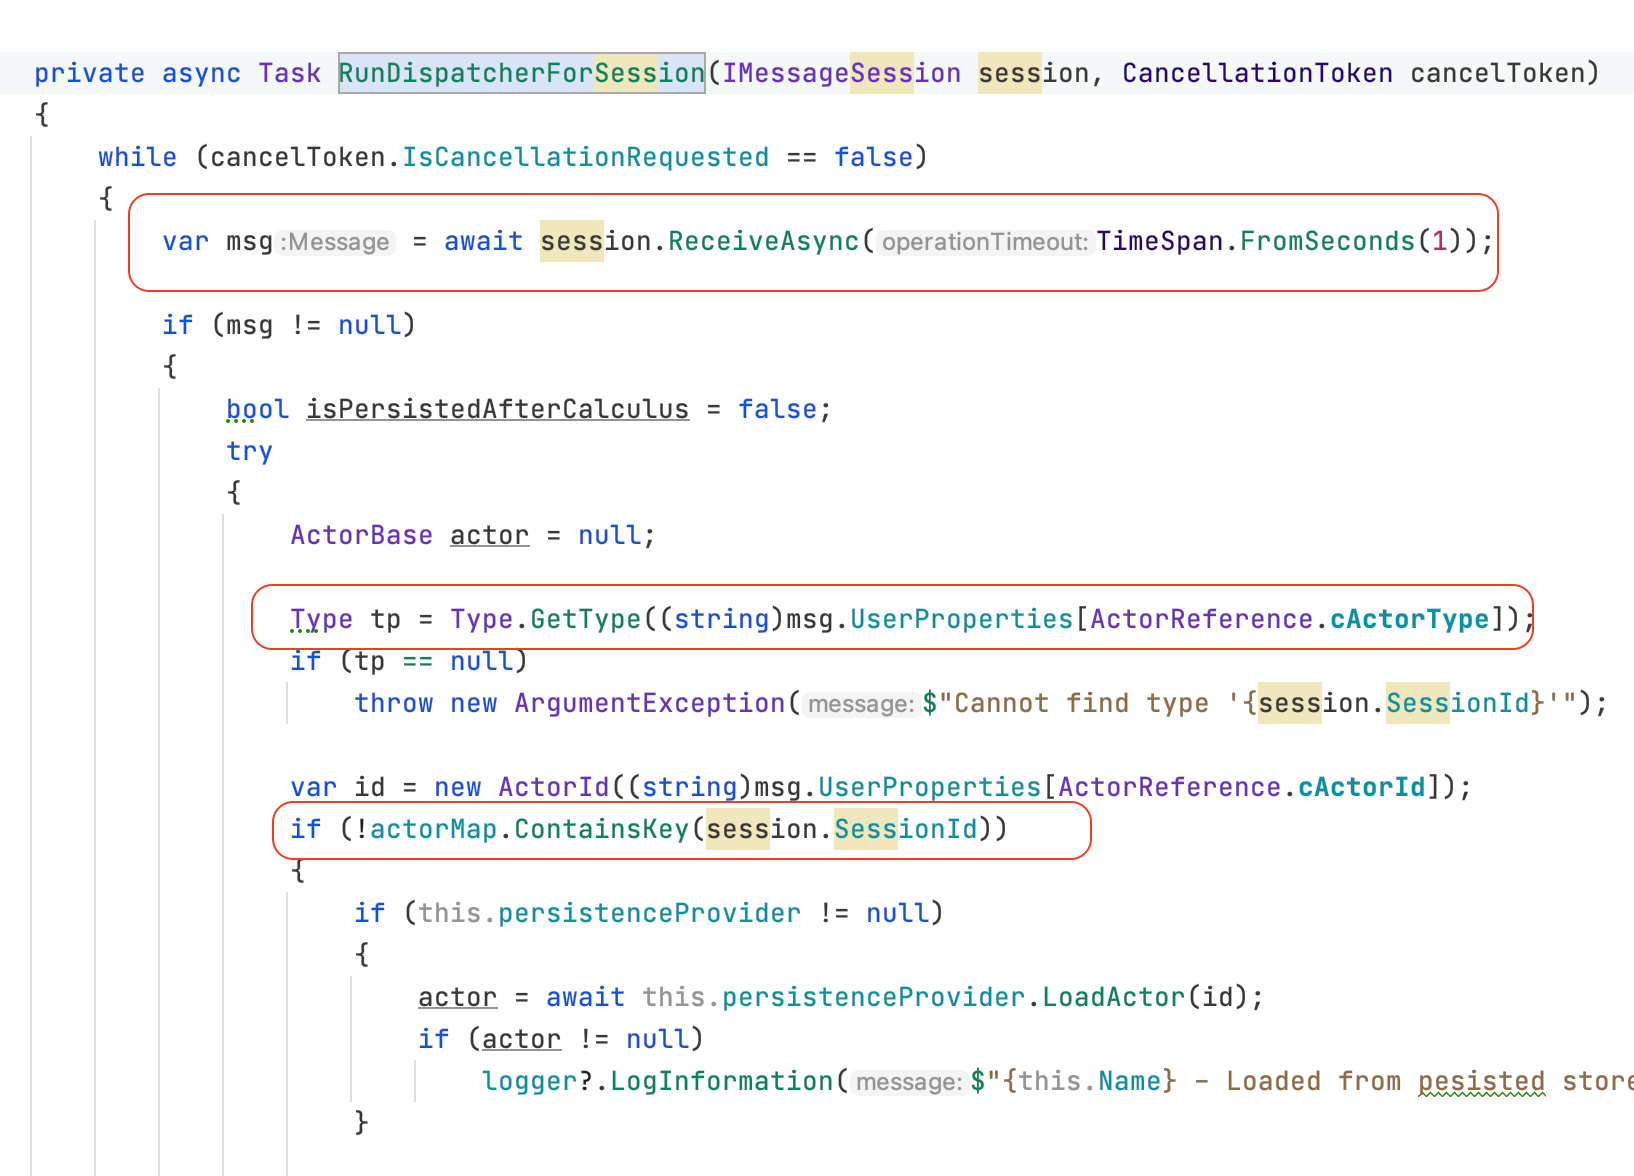 private async Task RunDispatcherForSession(IMessageSession session, CancellationToken cancelToken)
{
while (cancelToken.IsCancellationRequested == false)
{
var msg :Message = await session.ReceiveAsync( operationTimeout: TimeSpan.FromSeconds(1));
if (msg != null)
{
bool isPersistedAfterCalculus = false;
try
{
ActorBase actor = null;
Type tp = Type.GetType((string)msg.UserProperties[ActorReference.cActorType]);
if (tp == null)
throw new ArgumentException( message: $"Cannot find type '{session.SessionId}'");
var id = new ActorId((string)msg.UserProperties[ActorReference.cActorId]);
if (!actorMap.ContainsKey(session.SessionId))
{
if (this.persistenceProvider != null)
{
actor = await this.persistenceProvider.LoadActor(id);
if (actor != null)
logger?.LogInformation( message: $"{this.Name} - Loaded from pesisted store
}